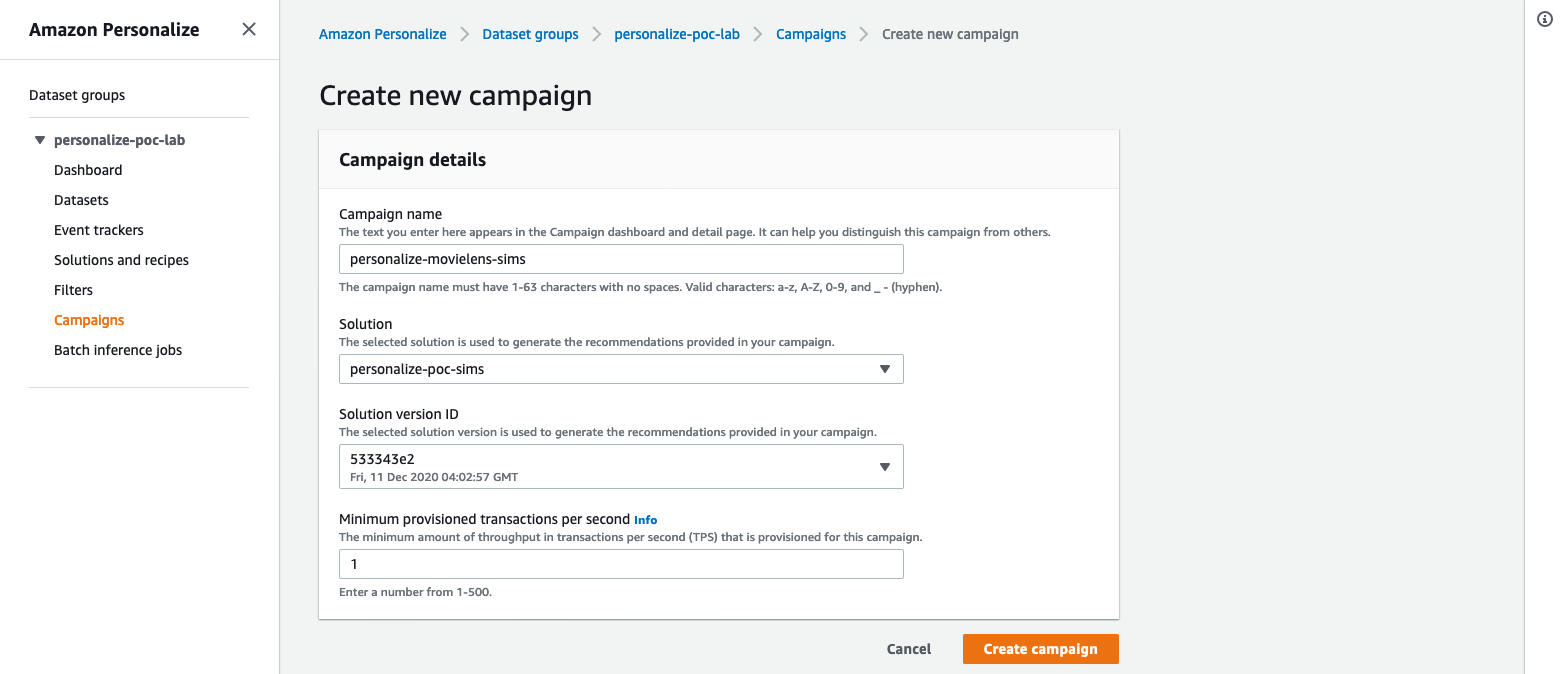 Amazon Personalize
Dataset groups
personalize-poc-lab
Dashboard
Datasets
Event trackers
Solutions and recipes
Filters
Campaigns
Batch inference jobs
Amazon Personalize Dataset groups personalize-poc-lab Campaigns Create new campaign
Create new campaign
Campaign details
Campaign name
The text you enter here appears in the Campaign dashboard and detail page. It can help you distinguish this campaign from others.
personalize-movielens-sims
The campaign name must have 1-63 characters with no spaces. Valid characters: a-z, A-Z, 0-9, and _ - (hyphen).
Solution
The selected solution is used to generate the recommendations provided in your campaign.
personalize-poc-sims
Solution version ID
The selected solution version is used to generate the recommendations provided in your campaign.
533343e2
Fri, 11 Dec 2020 04:02:57 GMT
Minimum provisioned transactions per second Info
The minimum amount of throughput in transactions per second (TPS) that is provisioned for this campaign.
1
Enter a number from 1-500.
Cancel Create campaign